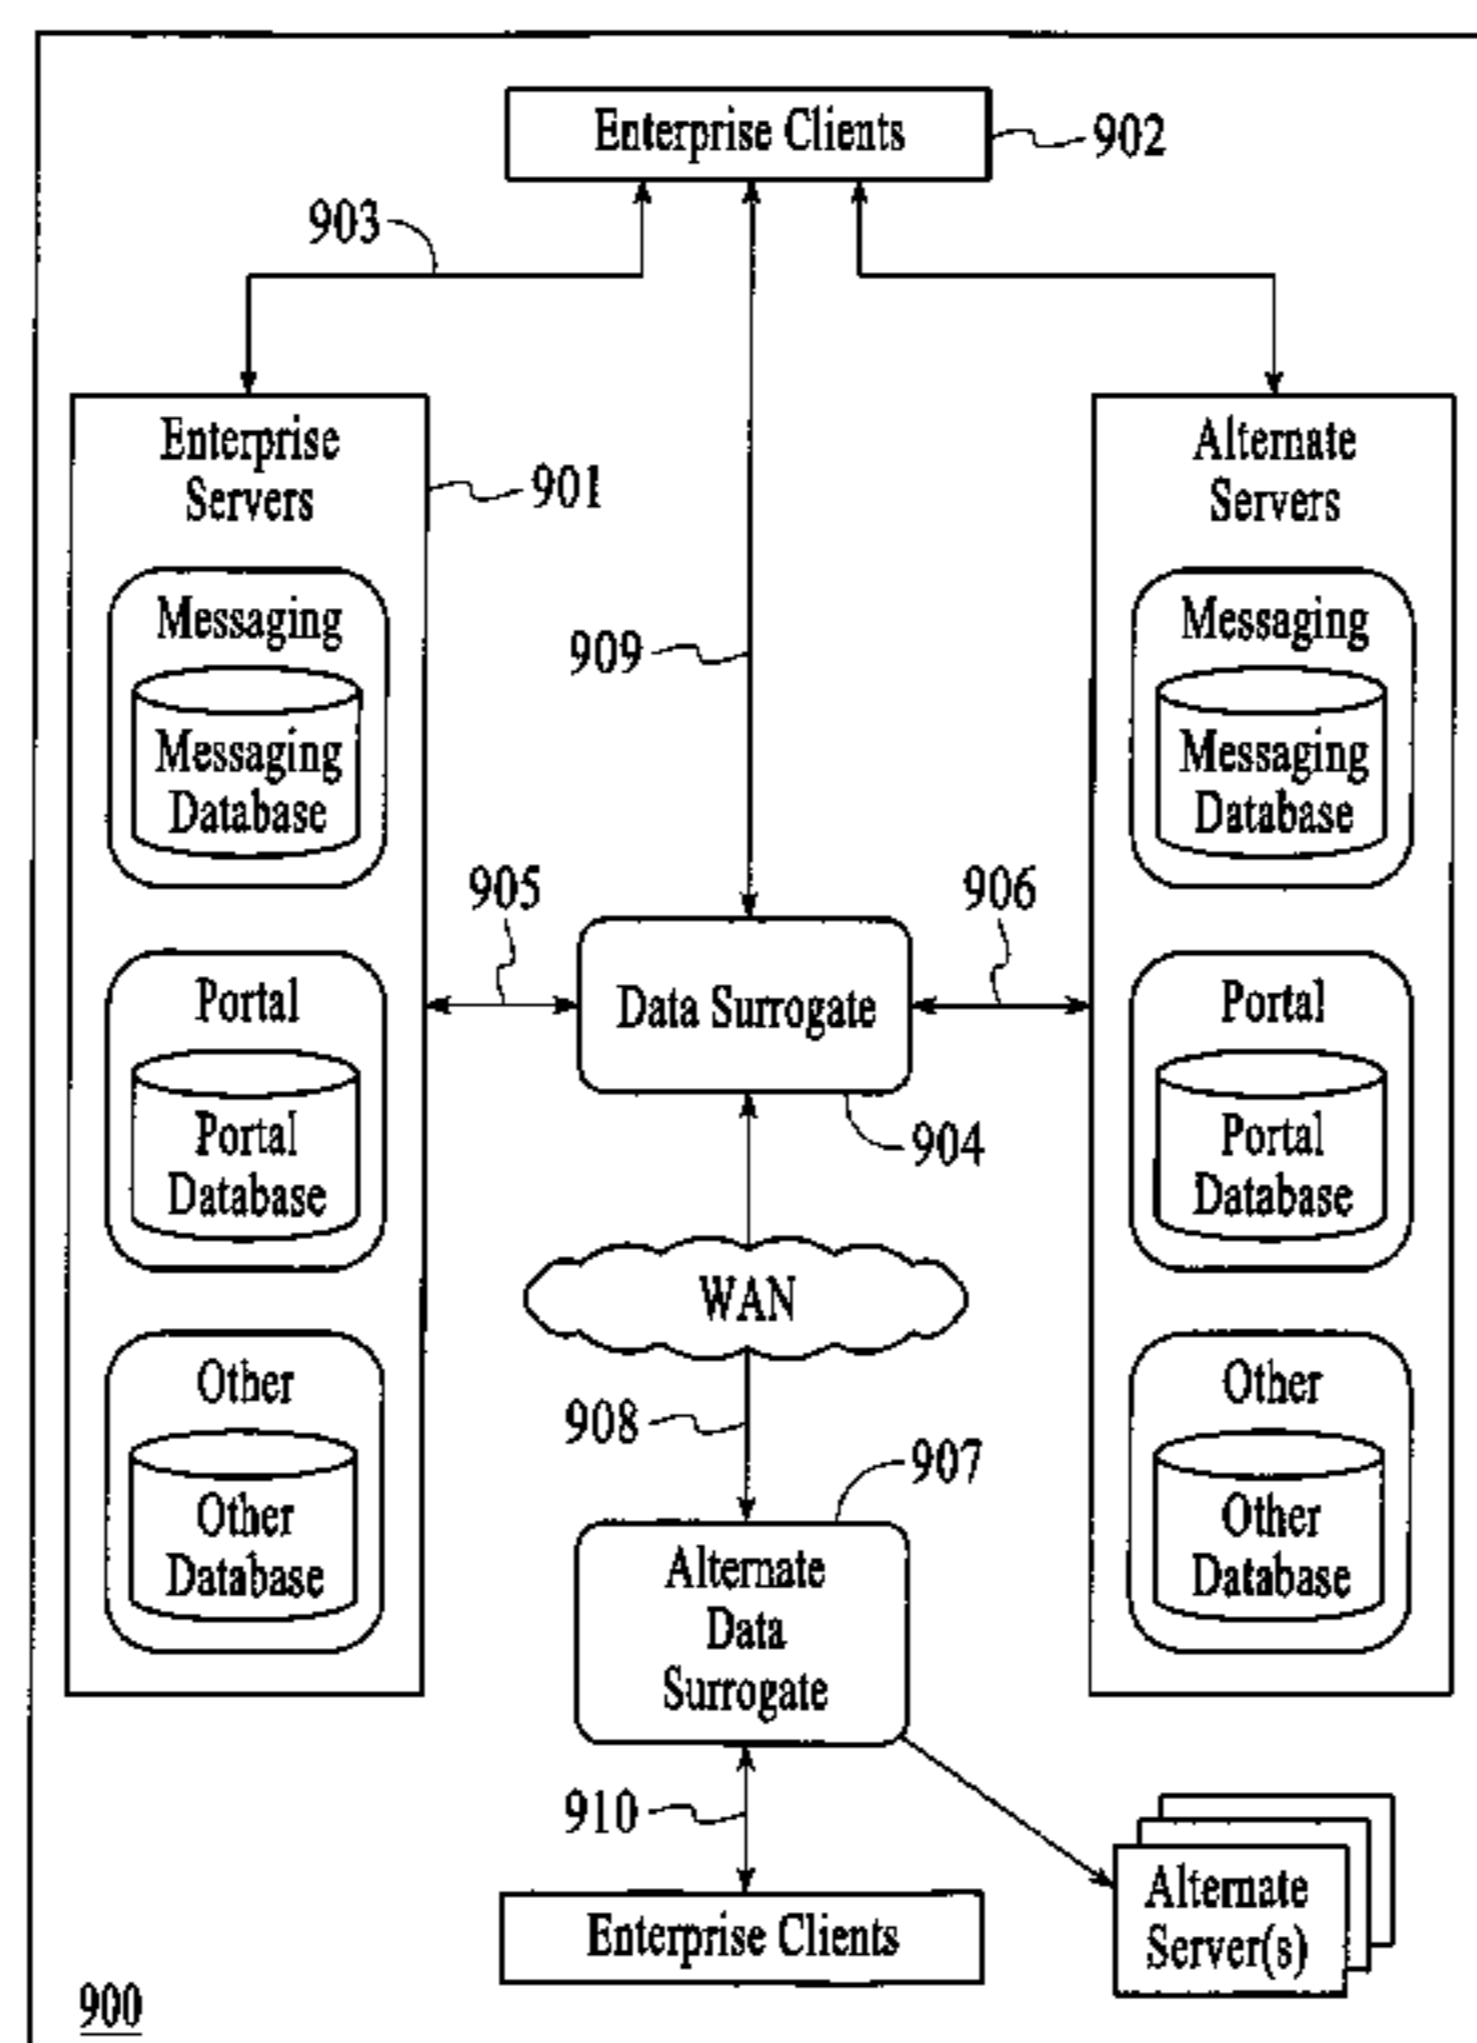 Enterprise Clients
902
903
Enterprise
Servers
901
Alternate
Servers
Messaging
Messaging
Database
909
Messaging
Messaging
Database
905
906
Portal
Portal
Database
Data Surrogate
904
Portal
Portal
Database
WAN
908
907
Other
Other
Database
Alternate
Data
Surrogate
Other
Other
Database
910
Enterprise Clients
Alternate
Server(s)
900